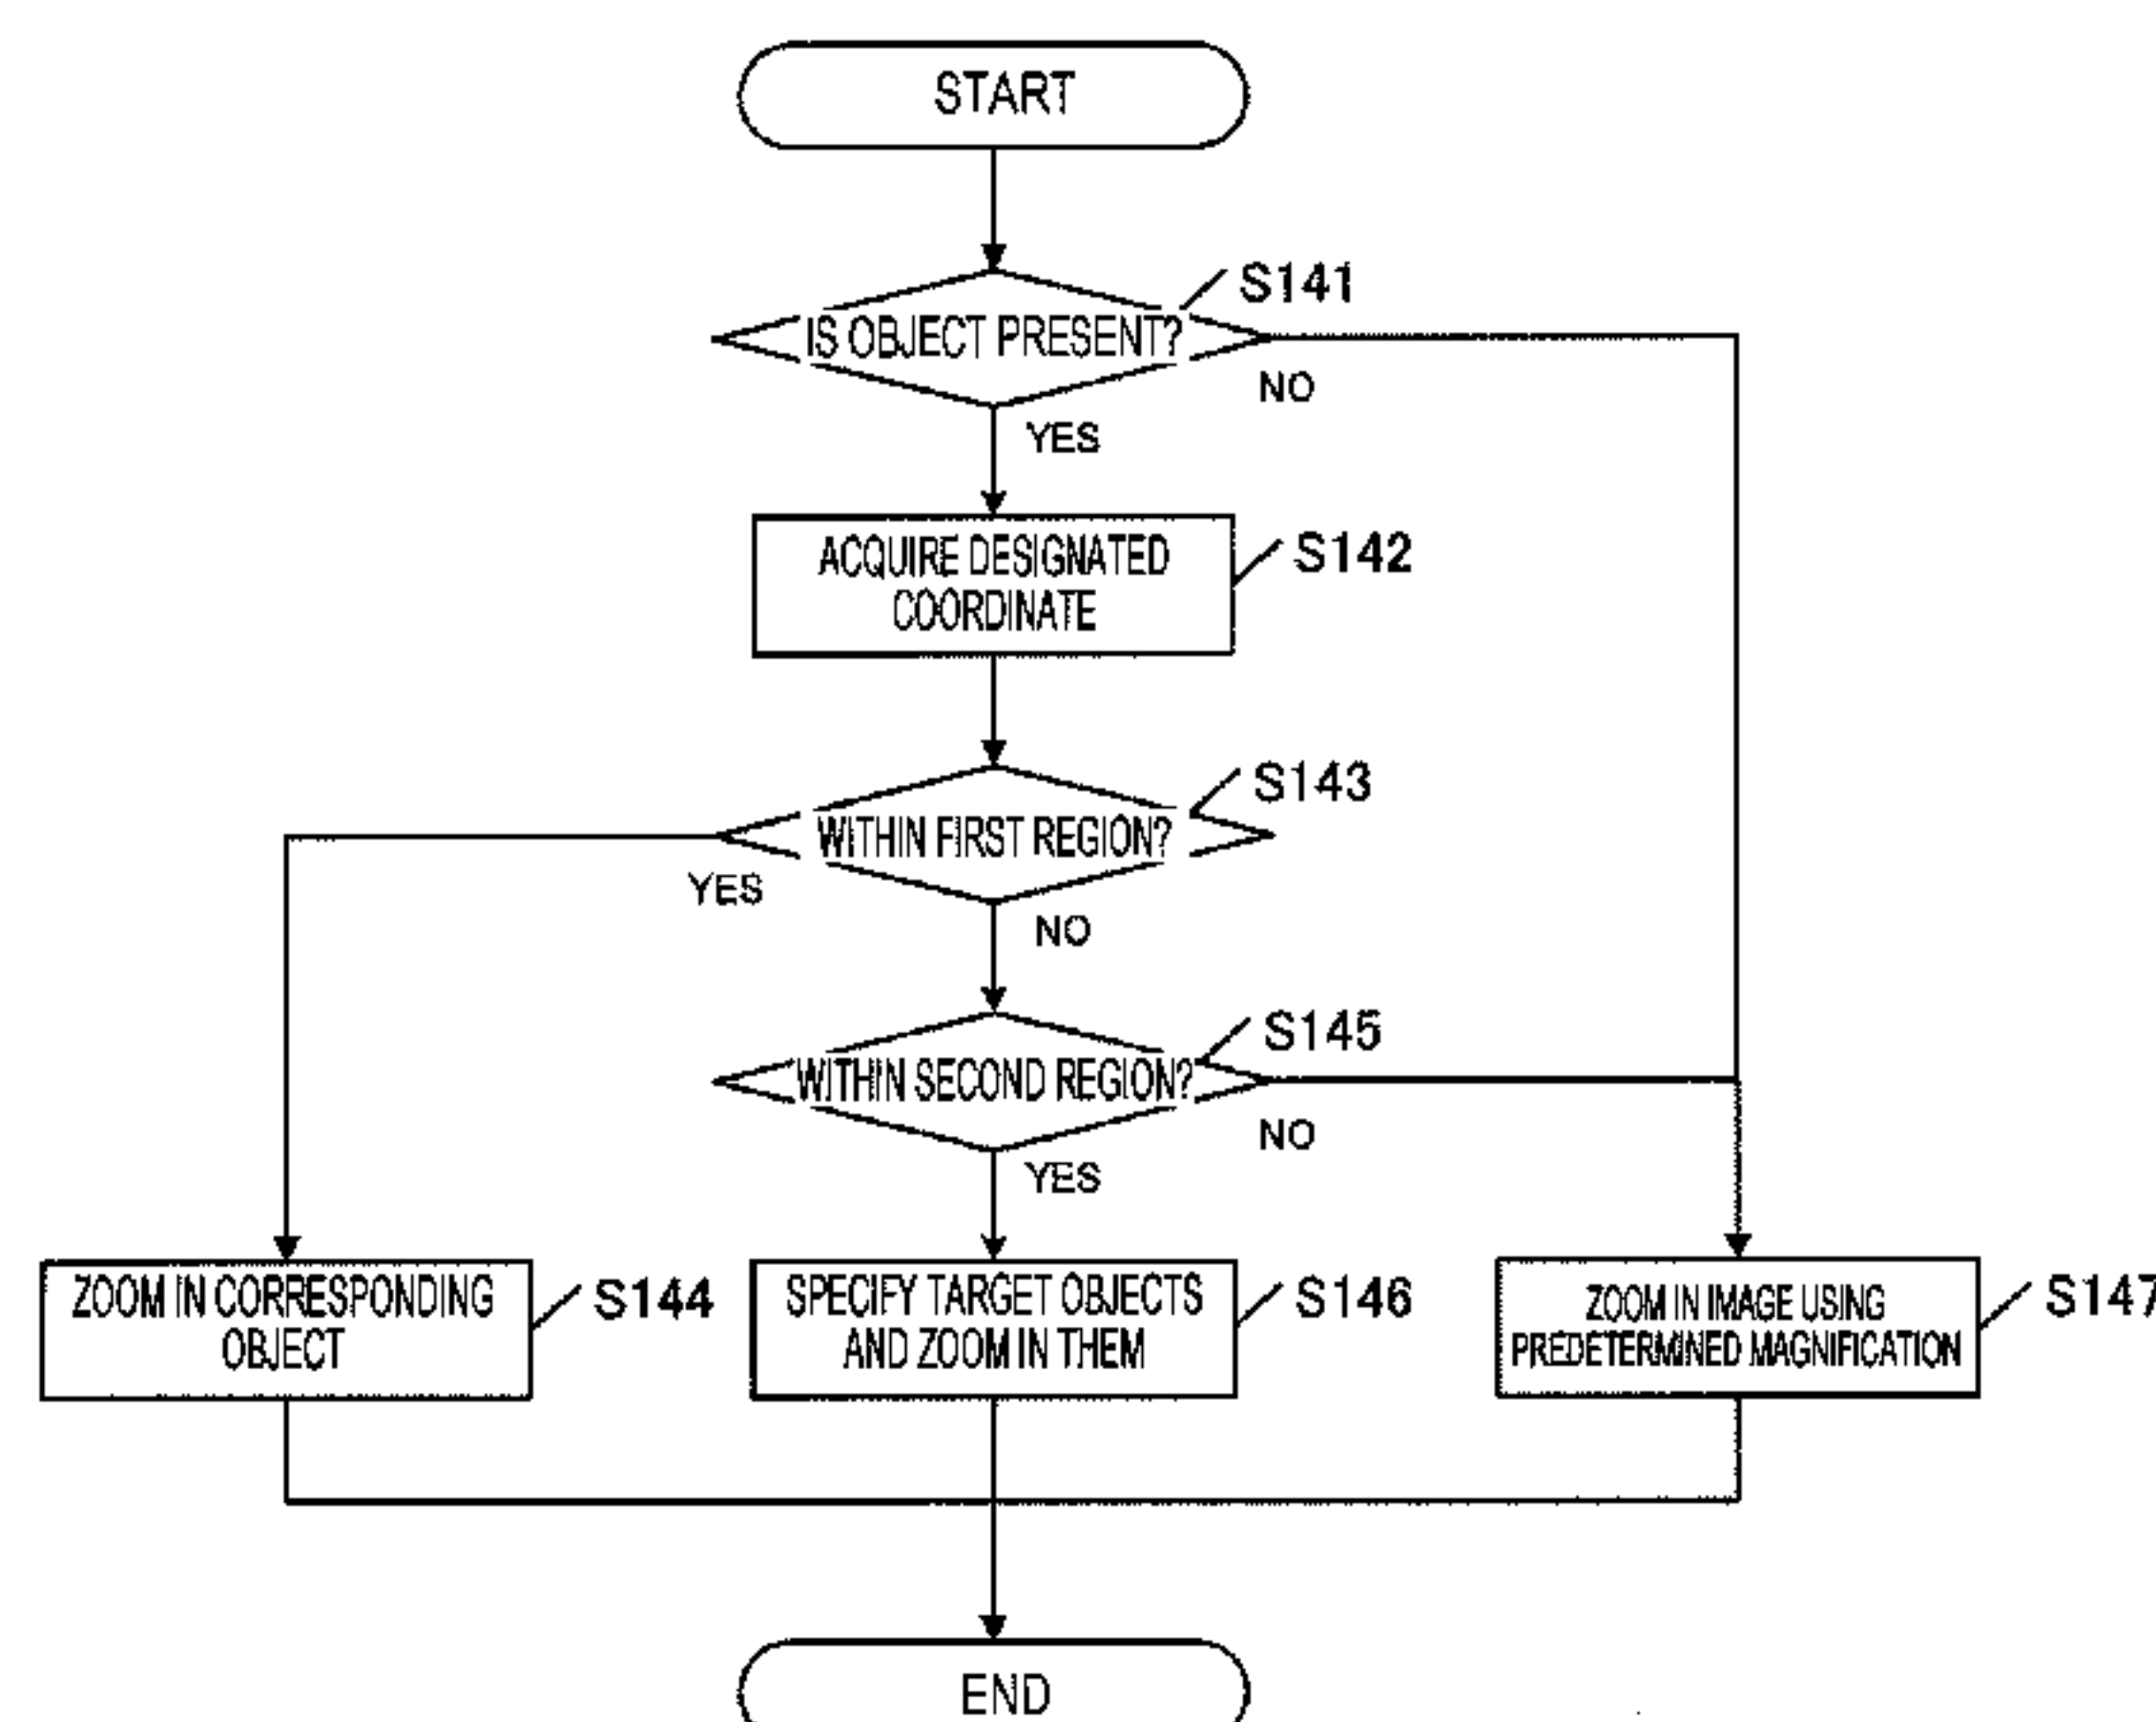 START
IS OBJECT PRESENT?
S141
NO
YES
ACQUIRE DESIGNATED
COORDINATE
S142
WITHIN FIRST REGION?
S143
YES
NO
WITHIN SECOND REGION?
S145
NO
YES
ZOOM IN CORRESPONDING
OBJECT
S144
SPECIFY TARGET OBJECTS
AND ZOOM IN THEM
S146
ZOOM IN IMAGE USING
PREDETERMINED MAGNIFICATION
S147
END